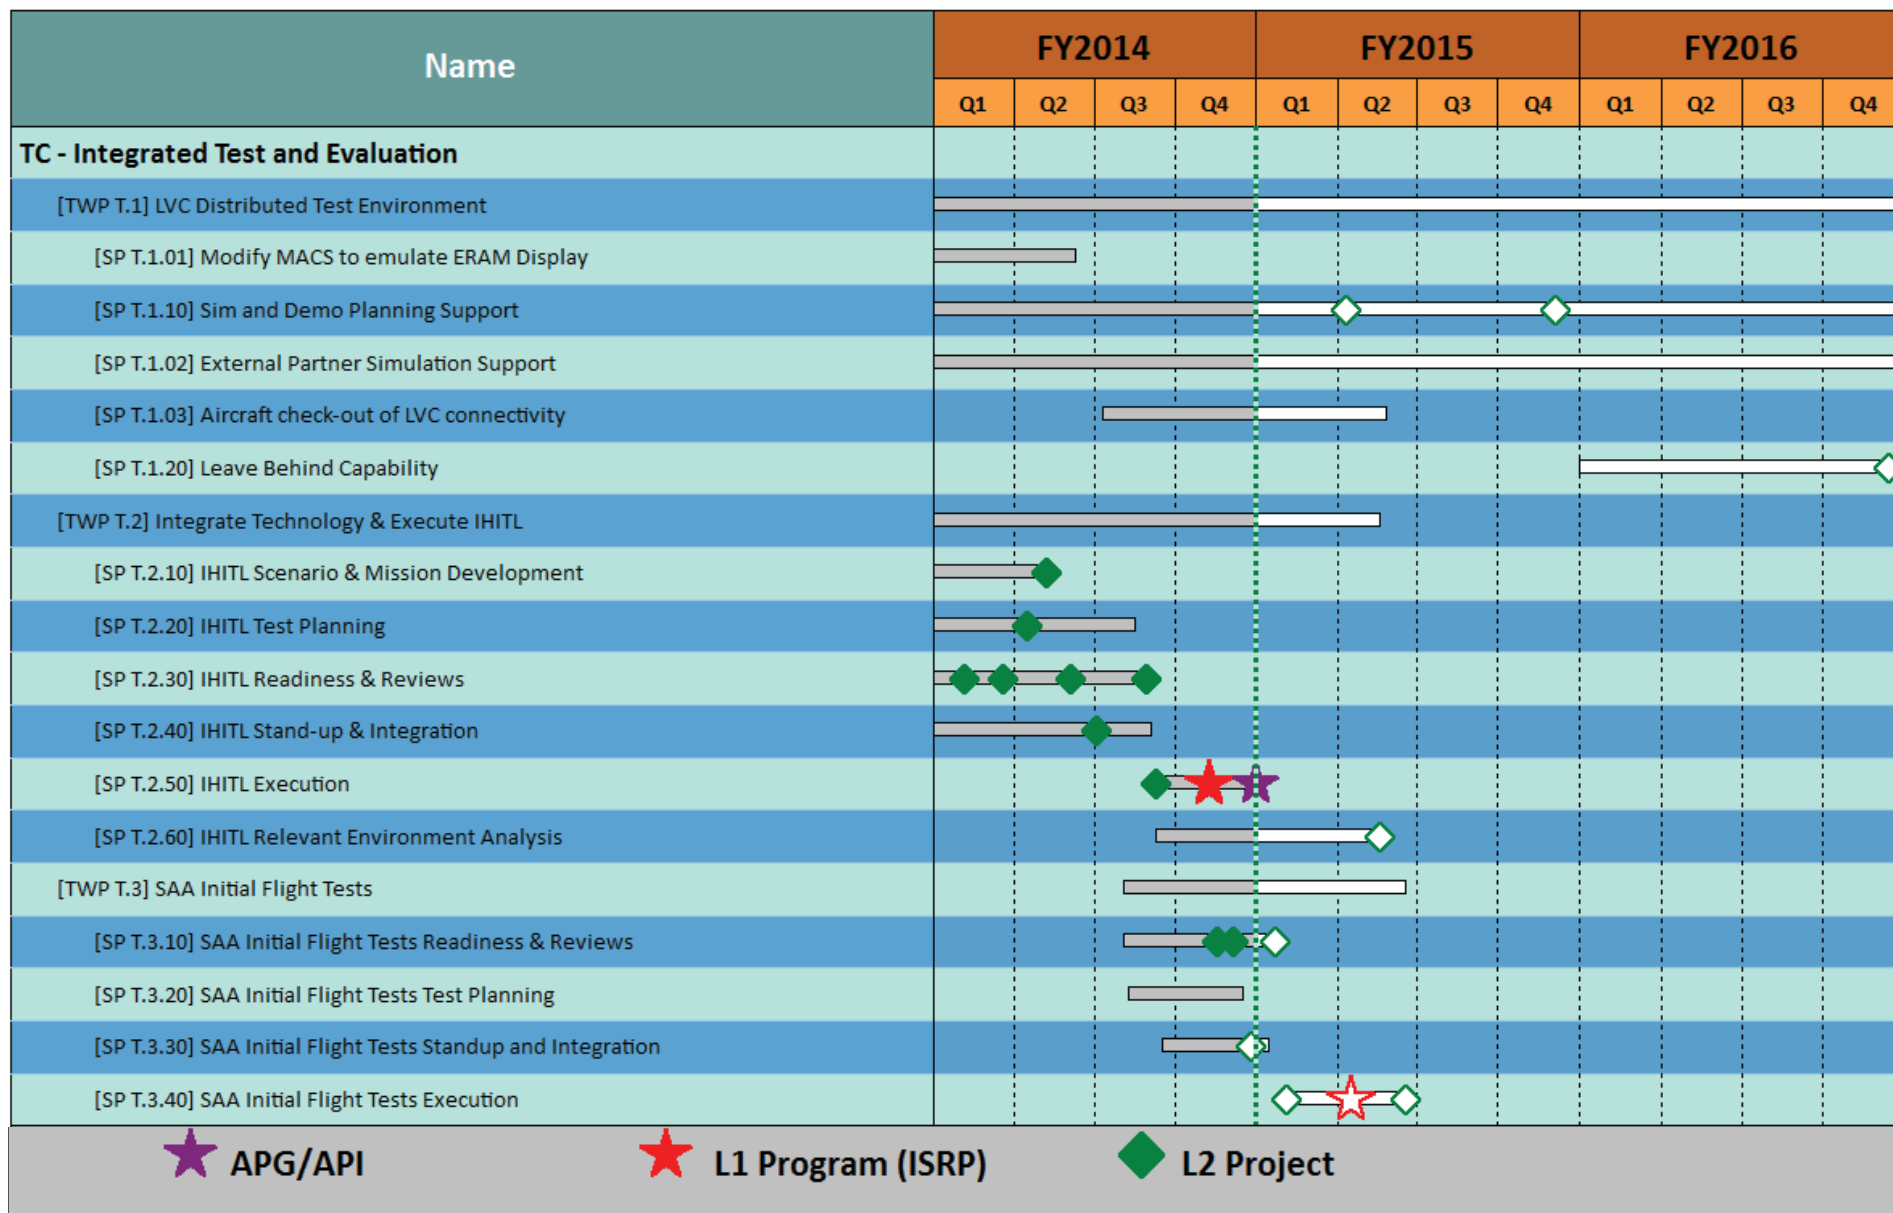 Name
FY2014 FY2015 FY2016
Q1 Q2 Q3 Q4 Q1 Q2 Q3 Q4 Q1 Q2 Q3 Q4
TC - Integrated Test and Evaluation
[TWP T.1] LVC Distributed Test Environment
[SP T.1.01] Modify MACS to emulate ERAM Display
[SP T.1.10] Sim and Demo Planning Support
[SP T.1.02] External Partner Simulation Support
[SP T.1.03] Aircraft check-out of LVC connectivity
[SP T.1.20] Leave Behind Capability
[TWP T.2] Integrate Technology & Execute IHITL
[SP T.2.10] IHITL Scenario & Mission Development
[SP T.2.20] IHITL Test Planning
[SP T.2.30] IHITL Readiness & Reviews
[SP T.2.40] IHITL Stand-up & Integration
[SP T.2.50] IHITL Execution
[SP T.2.60] IHITL Relevant Environment Analysis
[TWP T.3] SAA Initial Flight Tests
[SP T.3.10] SAA Initial Flight Tests Readiness & Reviews
[SP T.3.20] SAA Initial Flight Tests Test Planning
[SP T.3.30] SAA Initial Flight Tests Standup and Integration
[SP T.3.40] SAA Initial Flight Tests Execution
APG/API L1 Program (ISRP) L2 Project